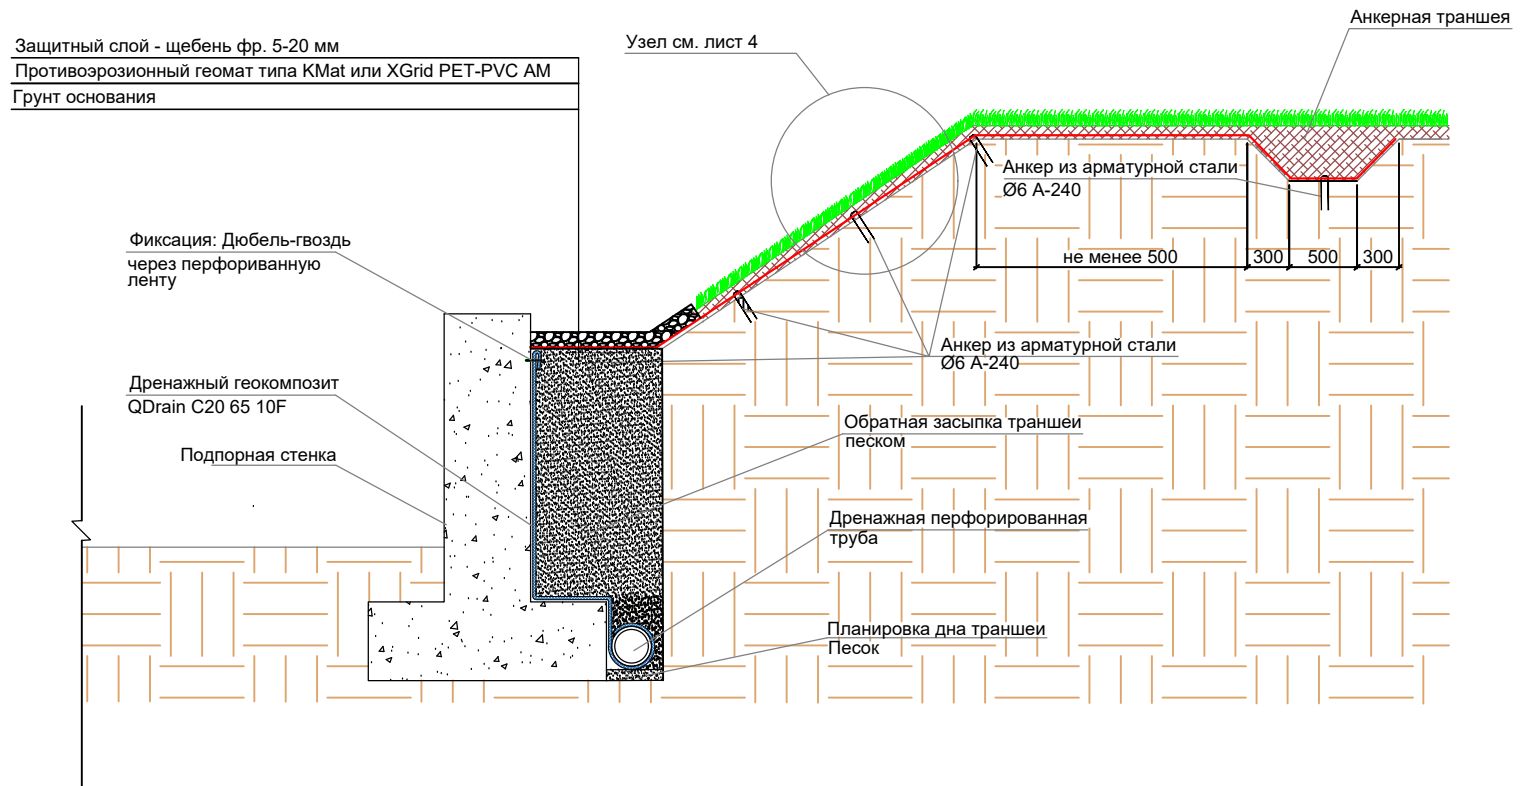 Анкерная траншея
Защитный слой - щебень фр. 5-20 мм
Узел см. лист 4
Противоэрозионный геомат типа KMat или XGrid PET-PVC AM
Грунт основания
Анкер из арматурной стали
Ø6 А-240
Фиксация: Дюбель-гвоздь
через перфориванную
ленту
не менее 500
300
500
300
Анкер из арматурной стали
Ø6 А-240
Дренажный геокомпозит
QDrain C20 65 10F
Обратная засыпка траншеи
песком
Подпорная стенка
Дренажная перфорированная
труба
Планировка дна траншеи
Песок